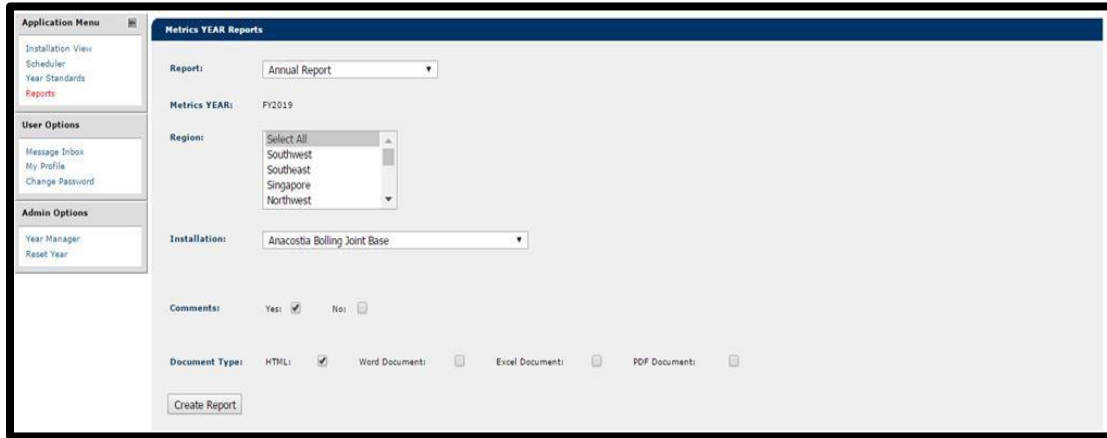 Application Menu
Installation View
Scheduler
Year Standards
Reports
User Options
Message Inbox
My Profile
Change Password
Admin Options
Year Manager
Reset Year
Metrics YEAR Reports
Report: Annual Report
Metrics YEAR: FY2019
Region: Select All
Southwest
Southeast
Singapore
Northwest
Installation: Anacostia Bolling Joint Base
Comments: Yes: No:
Document Type: HTML: Word Document: Excel Document: PDF Document:
Create Report